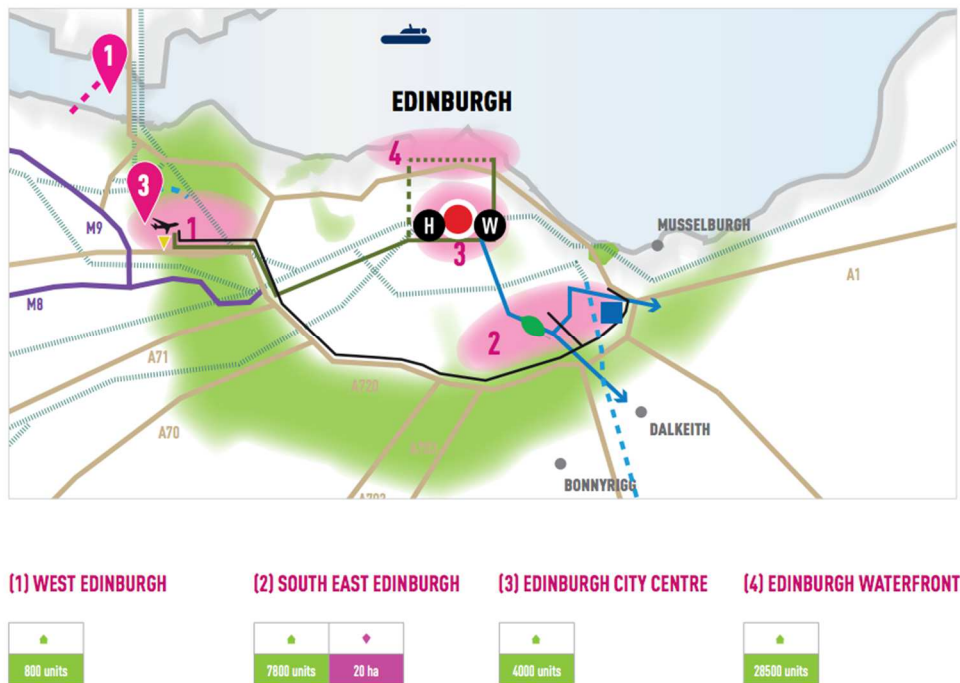 1
EDINBURGH
4
3
M9
1
H
W
MUSSELBURGH
3
A1
M8
2
A71
A720
A70
DALKEITH
BONNYRIGG
A702
(1) WEST EDINBURGH
(2) SOUTH EAST EDINBURGH
(3) EDINBURGH CITY CENTRE
(4) EDINBURGH WATERFRONT
800 units
7800 units
20 ha
4000 units
28500 units